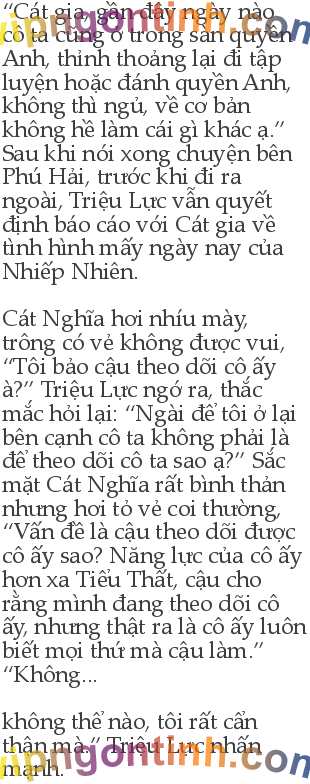 “Cát gia, gần đây ngày nào
cô ta cũng ở trong sân quyền
Anh, thỉnh thoảng lại đi tập
luyện hoặc đánh quyền Anh,
không thì ngủ, về cơ bản
không hề làm cái gì khác ạ.”
Sau khi nói xong chuyện bên
Phú Hải, trước khi đi ra
ngoài, Triệu Lực vẫn quyết
định báo cáo với Cát gia về
tình hình mấy ngày nay của
Nhiếp Nhiên.
Cát Nghĩa hơi nhíu mày,
trông có vẻ không được vui,
“Tôi bảo cậu theo dõi cô ấy
à?” Triệu Lực ngớ ra, thắc
mắc hỏi lại: “Ngài để tôi ở lại
bên cạnh cô ta không phải là
để theo dõi cô ta sao ạ?” Sắc
mặt Cát Nghĩa rất bình thản
nhưng hơi tỏ vẻ coi thường,
“Vấn đề là cậu theo dõi được
cô ấy sao? Năng lực của cô ấy
hơn xa Tiểu Thất, cậu cho
rằng mình đang theo dõi cô
ấy, nhưng thật ra là cô ấy luôn
biết mọi thứ mà cậu làm.”
“Không...
không thể nào, tôi rất cẩn
thận mà.” Triệu Lực nhấn
mạnh.
vipngontinh.com
vipngontinh.com